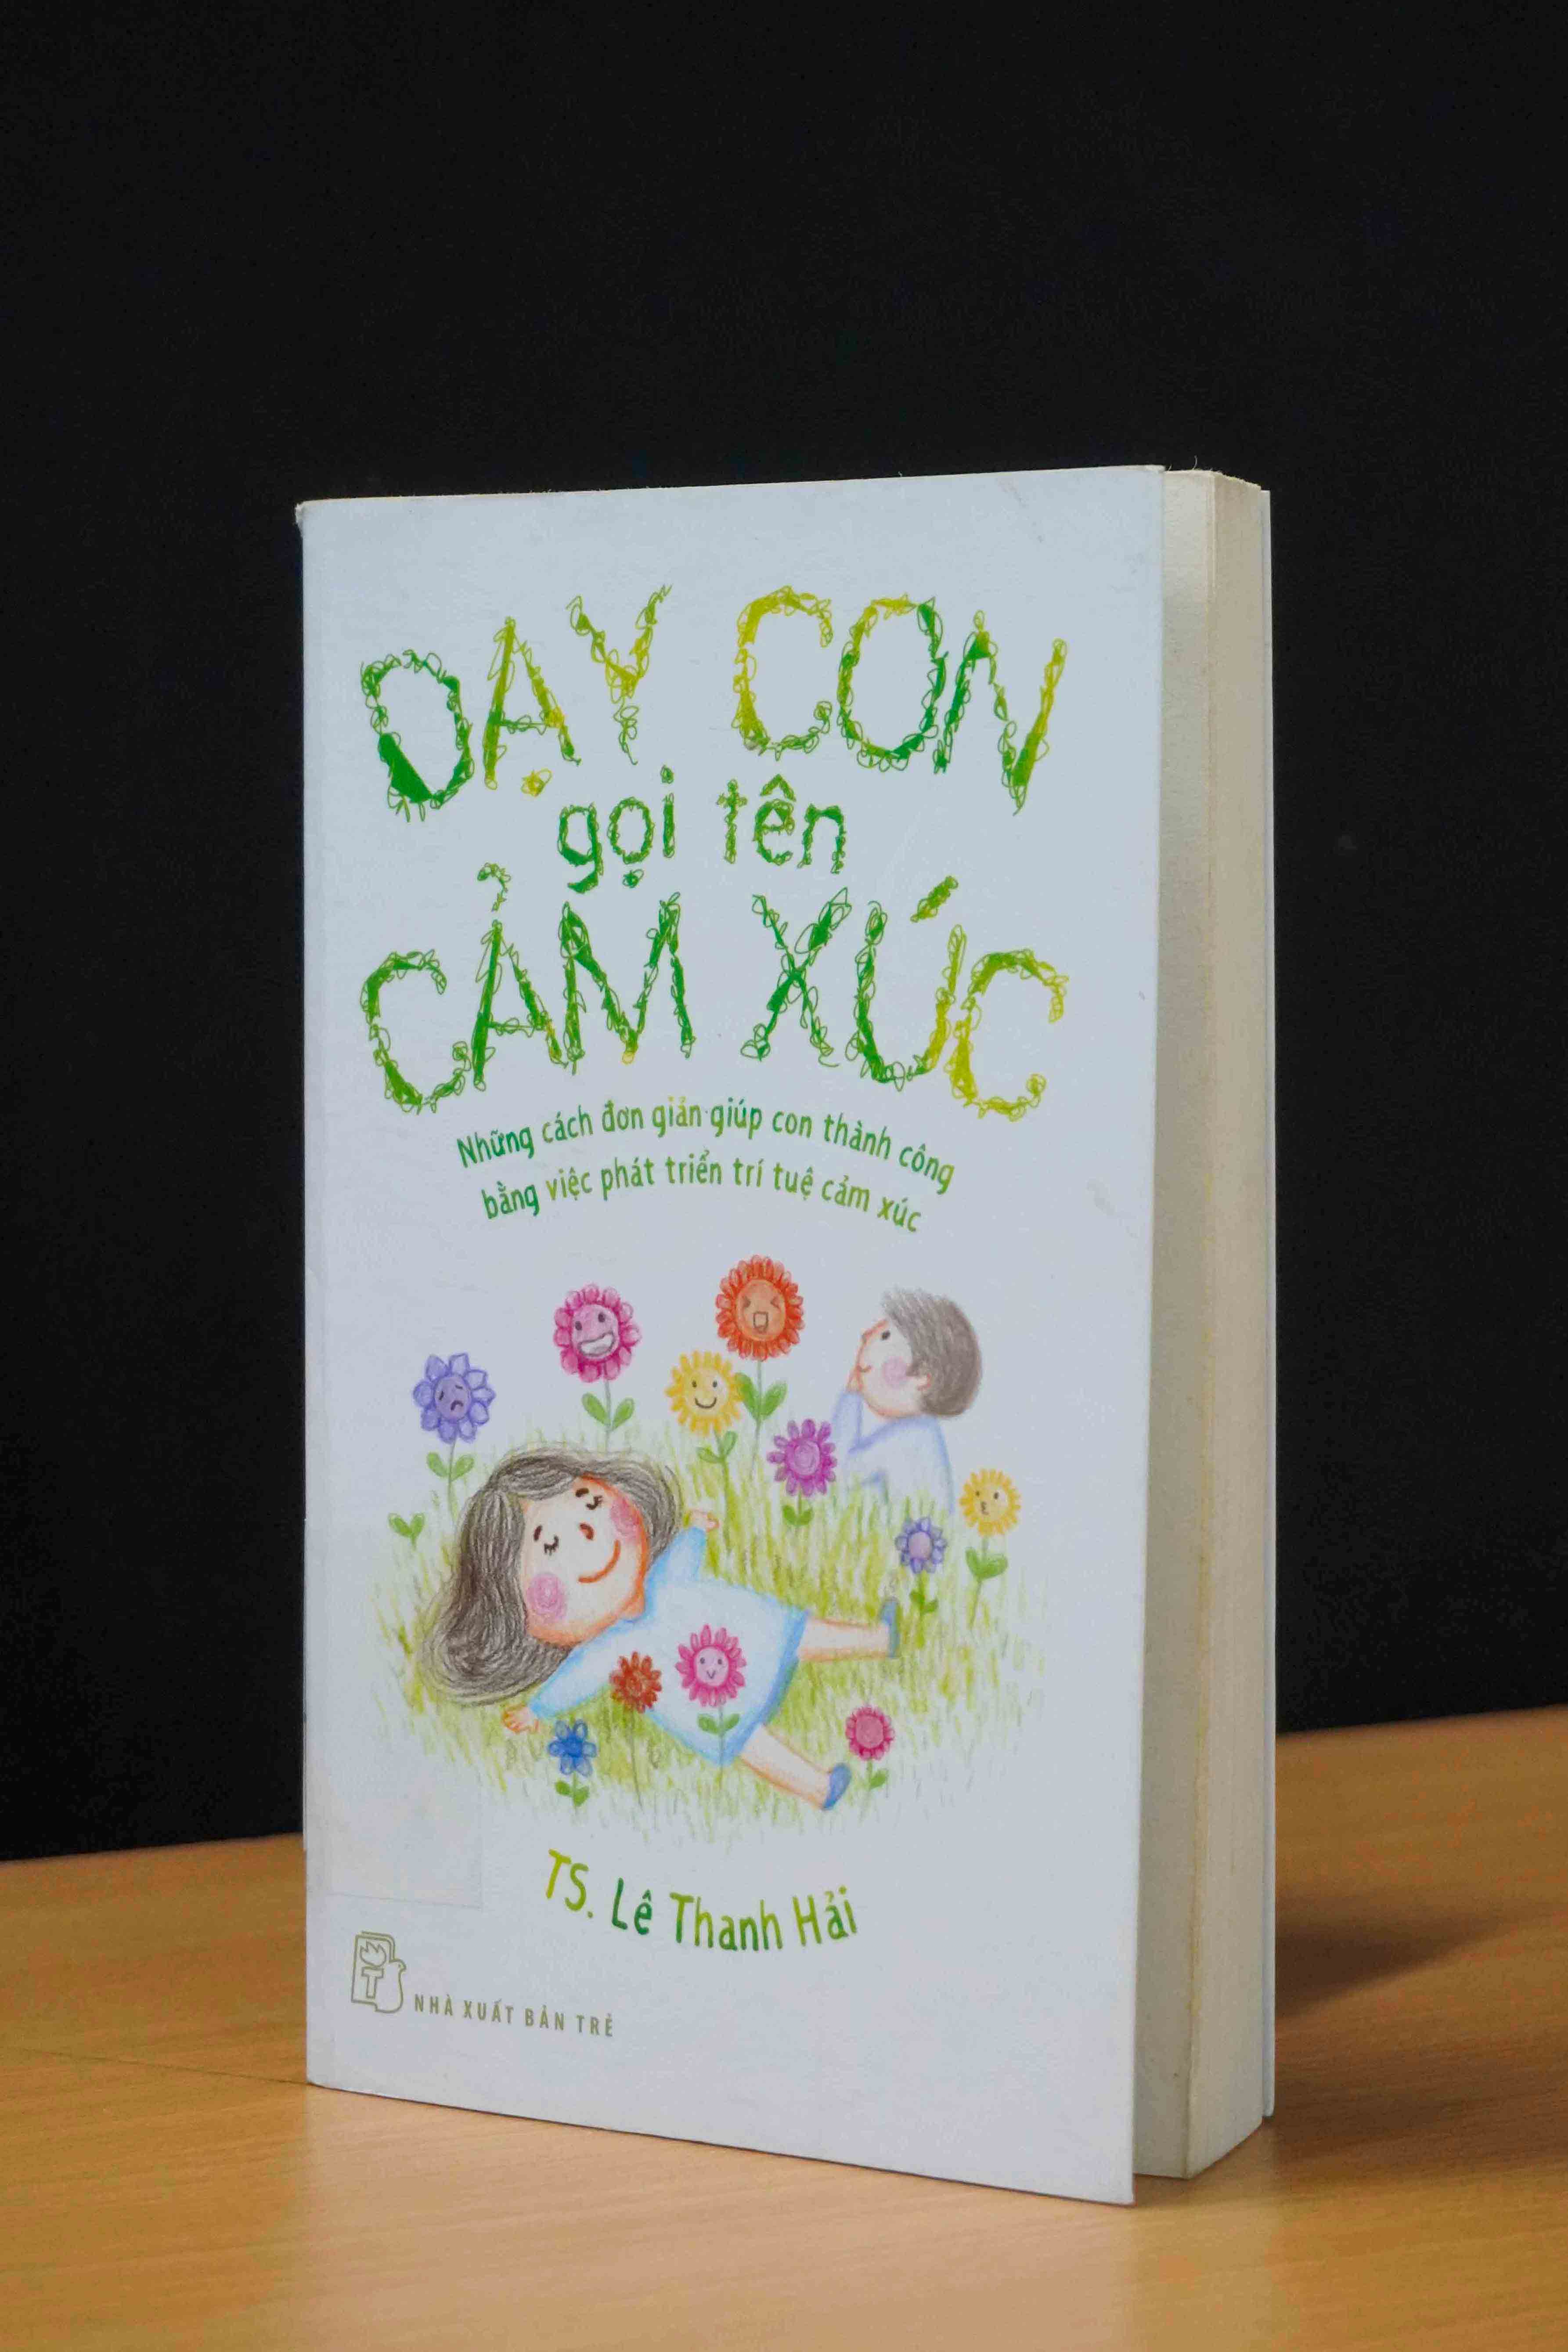 DẠY CON
gọi tên
CẢM XÚC
Những cách đơn giản giúp con thành công
bằng việc phát triển trí tuệ cảm xúc
TS. Lê Thanh Hải
T
NHÀ XUẤT BẢN TRẺ